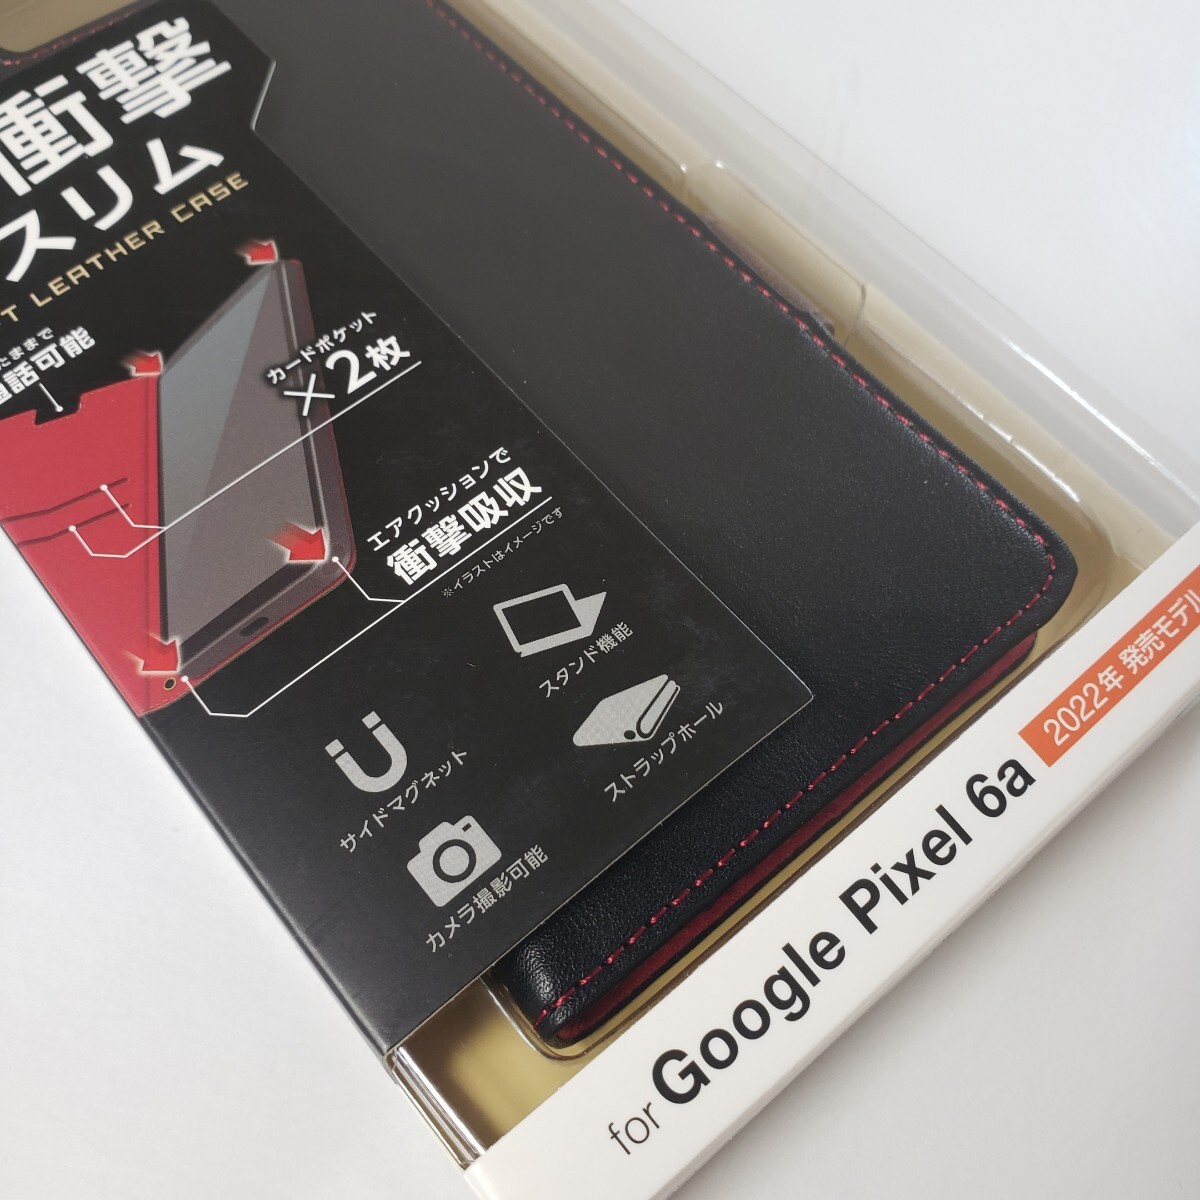 衝撃
スリム
LEATHER CASE
たままで
通話可能
カードポケット
×2枚
エアクッションで
衝撃吸収
※イラストはイメージです
スタンド機能
サイドマグネット
ストラップホール
カメラ撮影可能
for Google Pixel 6a 2022年 発売モデル